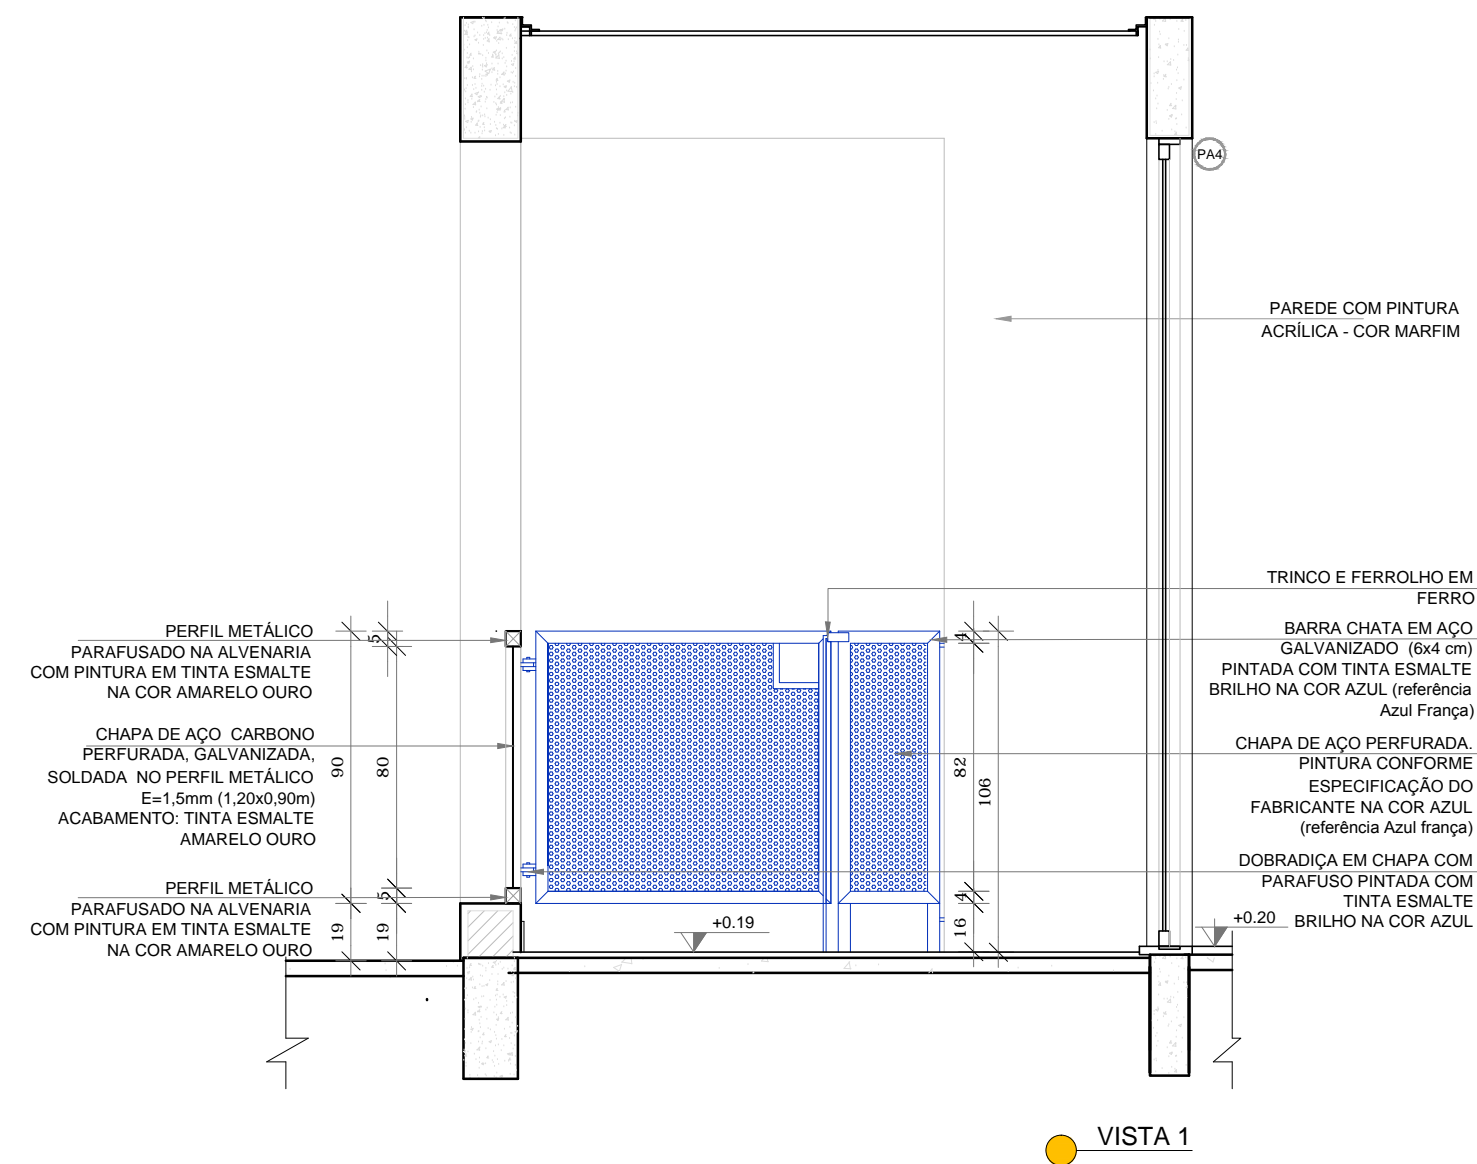 PA4
PAREDE COM PINTURA
ACRÍLICA - COR MARFIM
TRINCO E FERROLHO EM
FERRO
BARRA CHATA EM AÇO
GALVANIZADO (6x4 cm)
PINTADA COM TINTA ESMALTE
BRILHO NA COR AZUL (referência
Azul França)
CHAPA DE AÇO PERFURADA.
PINTURA CONFORME
ESPECIFICAÇÃO DO
FABRICANTE NA COR AZUL
(referência Azul frança)
DOBRADIÇA EM CHAPA COM
PARAFUSO PINTADA COM
TINTA ESMALTE
BRILHO NA COR AZUL
PERFIL METÁLICO
PARAFUSADO NA ALVENARIA
COM PINTURA EM TINTA ESMALTE
NA COR AMARELO OURO
CHAPA DE AÇO CARBONO
PERFURADA, GALVANIZADA,
SOLDADA NO PERFIL METÁLICO
E=1,5mm (1,20x0,90m)
ACABAMENTO: TINTA ESMALTE
AMARELO OURO
PERFIL METÁLICO
PARAFUSADO NA ALVENARIA
COM PINTURA EM TINTA ESMALTE
NA COR AMARELO OURO
90
19
5
80
5
19
4
82
4
16
106
+0.19
+0.20
VISTA 1